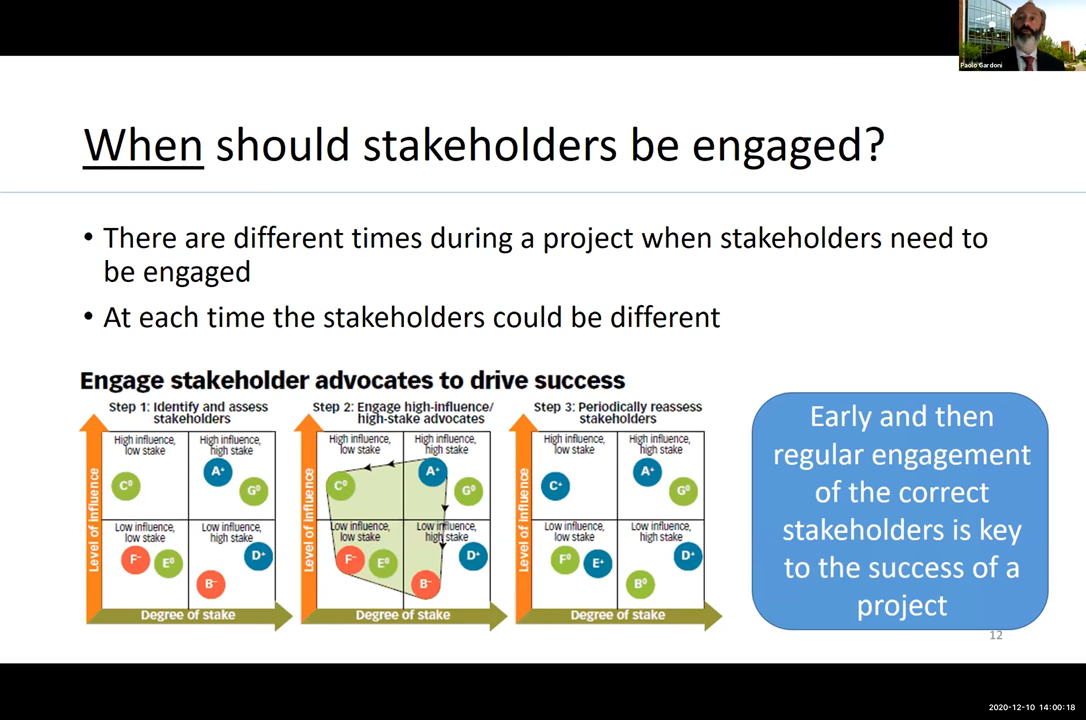 Paolo Gardoni
When should stakeholders be engaged?
• There are different times during a project when stakeholders need to
be engaged
• At each time the stakeholders could be different
Engage stakeholder advocates to drive success
Step 1: Identify and assess
stakeholders
High influence,
low stake
High influence,
high stake
C⁰
A⁺
G⁰
Low influence,
low stake
Low influence,
high stake
F⁻
E⁰
D⁺
B⁻
Level of influence
Degree of stake
Step 2: Engage high-influence/
high-stake advocates
High influence,
low stake
High influence,
high stake
C⁰
A⁺
G⁰
Low influence,
low stake
Low influence,
high stake
F⁻
E⁰
D⁺
B⁻
Level of influence
Degree of stake
Step 3: Periodically reassess
stakeholders
High influence,
low stake
High influence,
high stake
C⁺
A⁺
G⁰
Low influence,
low stake
Low influence,
high stake
F⁰
E⁺
D⁺
B⁰
Level of influence
Degree of stake
Early and then
regular engagement
of the correct
stakeholders is key
to the success of a
project
12
2020-12-10 14:00:18